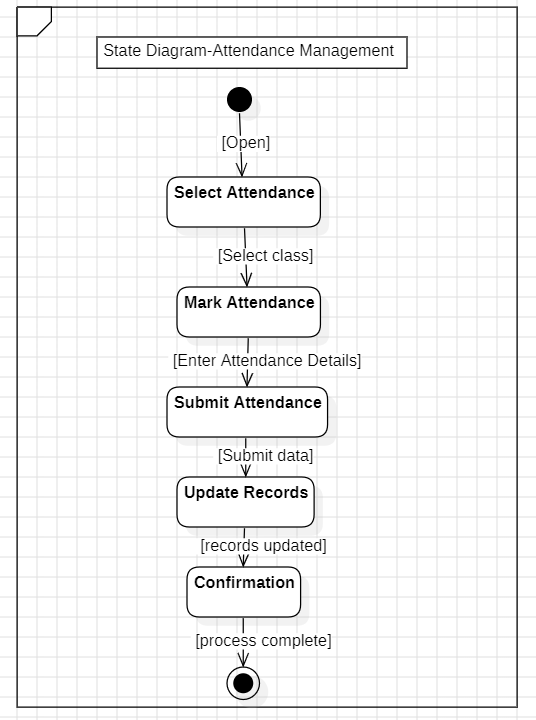 State Diagram-Attendance Management
[Open]
Select Attendance
[Select class]
Mark Attendance
[Enter Attendance Details]
Submit Attendance
[Submit data]
Update Records
[records updated]
Confirmation
[process complete]